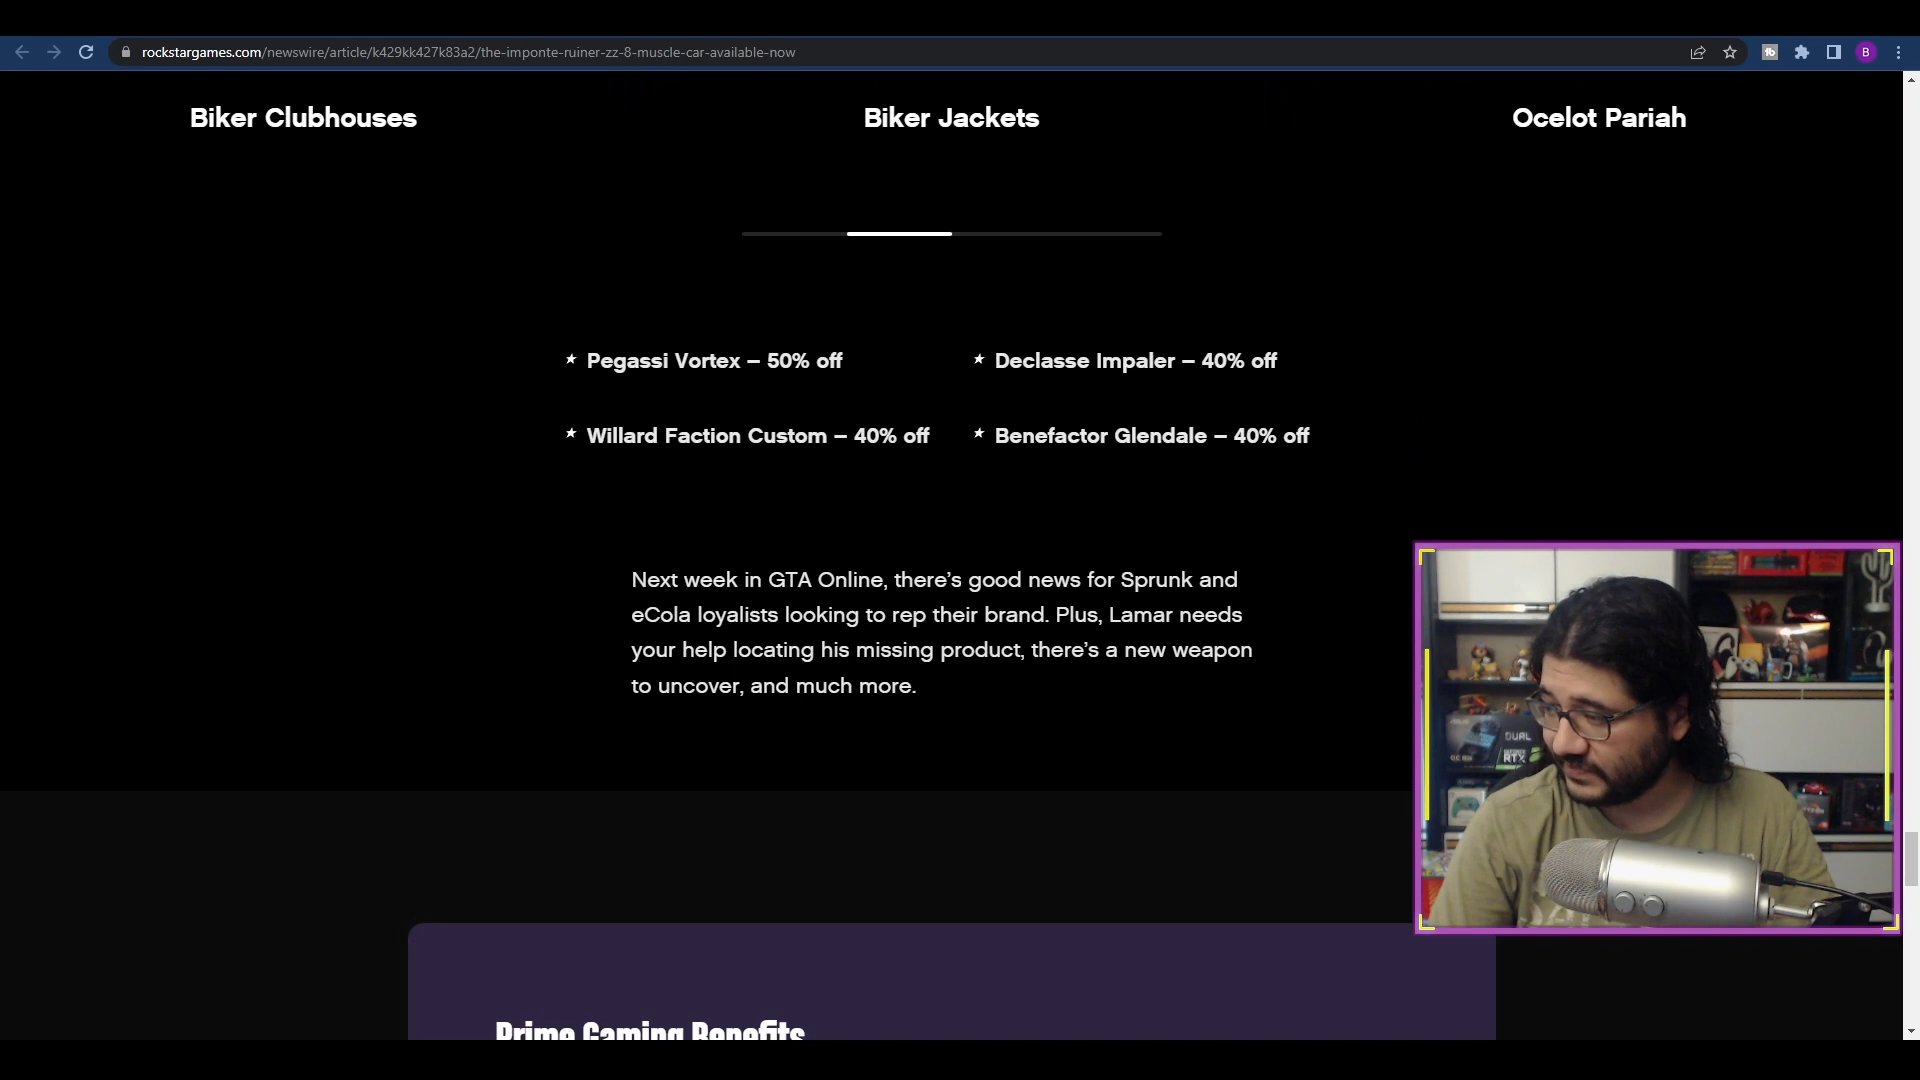 rockstargames.com/newswire/article/k429kk427k83a2/the-imponte-ruiner-zz-8-muscle-car-available-now
B
Biker Clubhouses
Biker Jackets
Ocelot Pariah
Pegassi Vortex – 50% off
Declasse Impaler – 40% off
Willard Faction Custom – 40% off
Benefactor Glendale – 40% off
Next week in GTA Online, there’s good news for Sprunk and
eCola loyalists looking to rep their brand. Plus, Lamar needs
your help locating his missing product, there’s a new weapon
to uncover, and much more.
DUAL
RTX
Prime Gaming Benefits